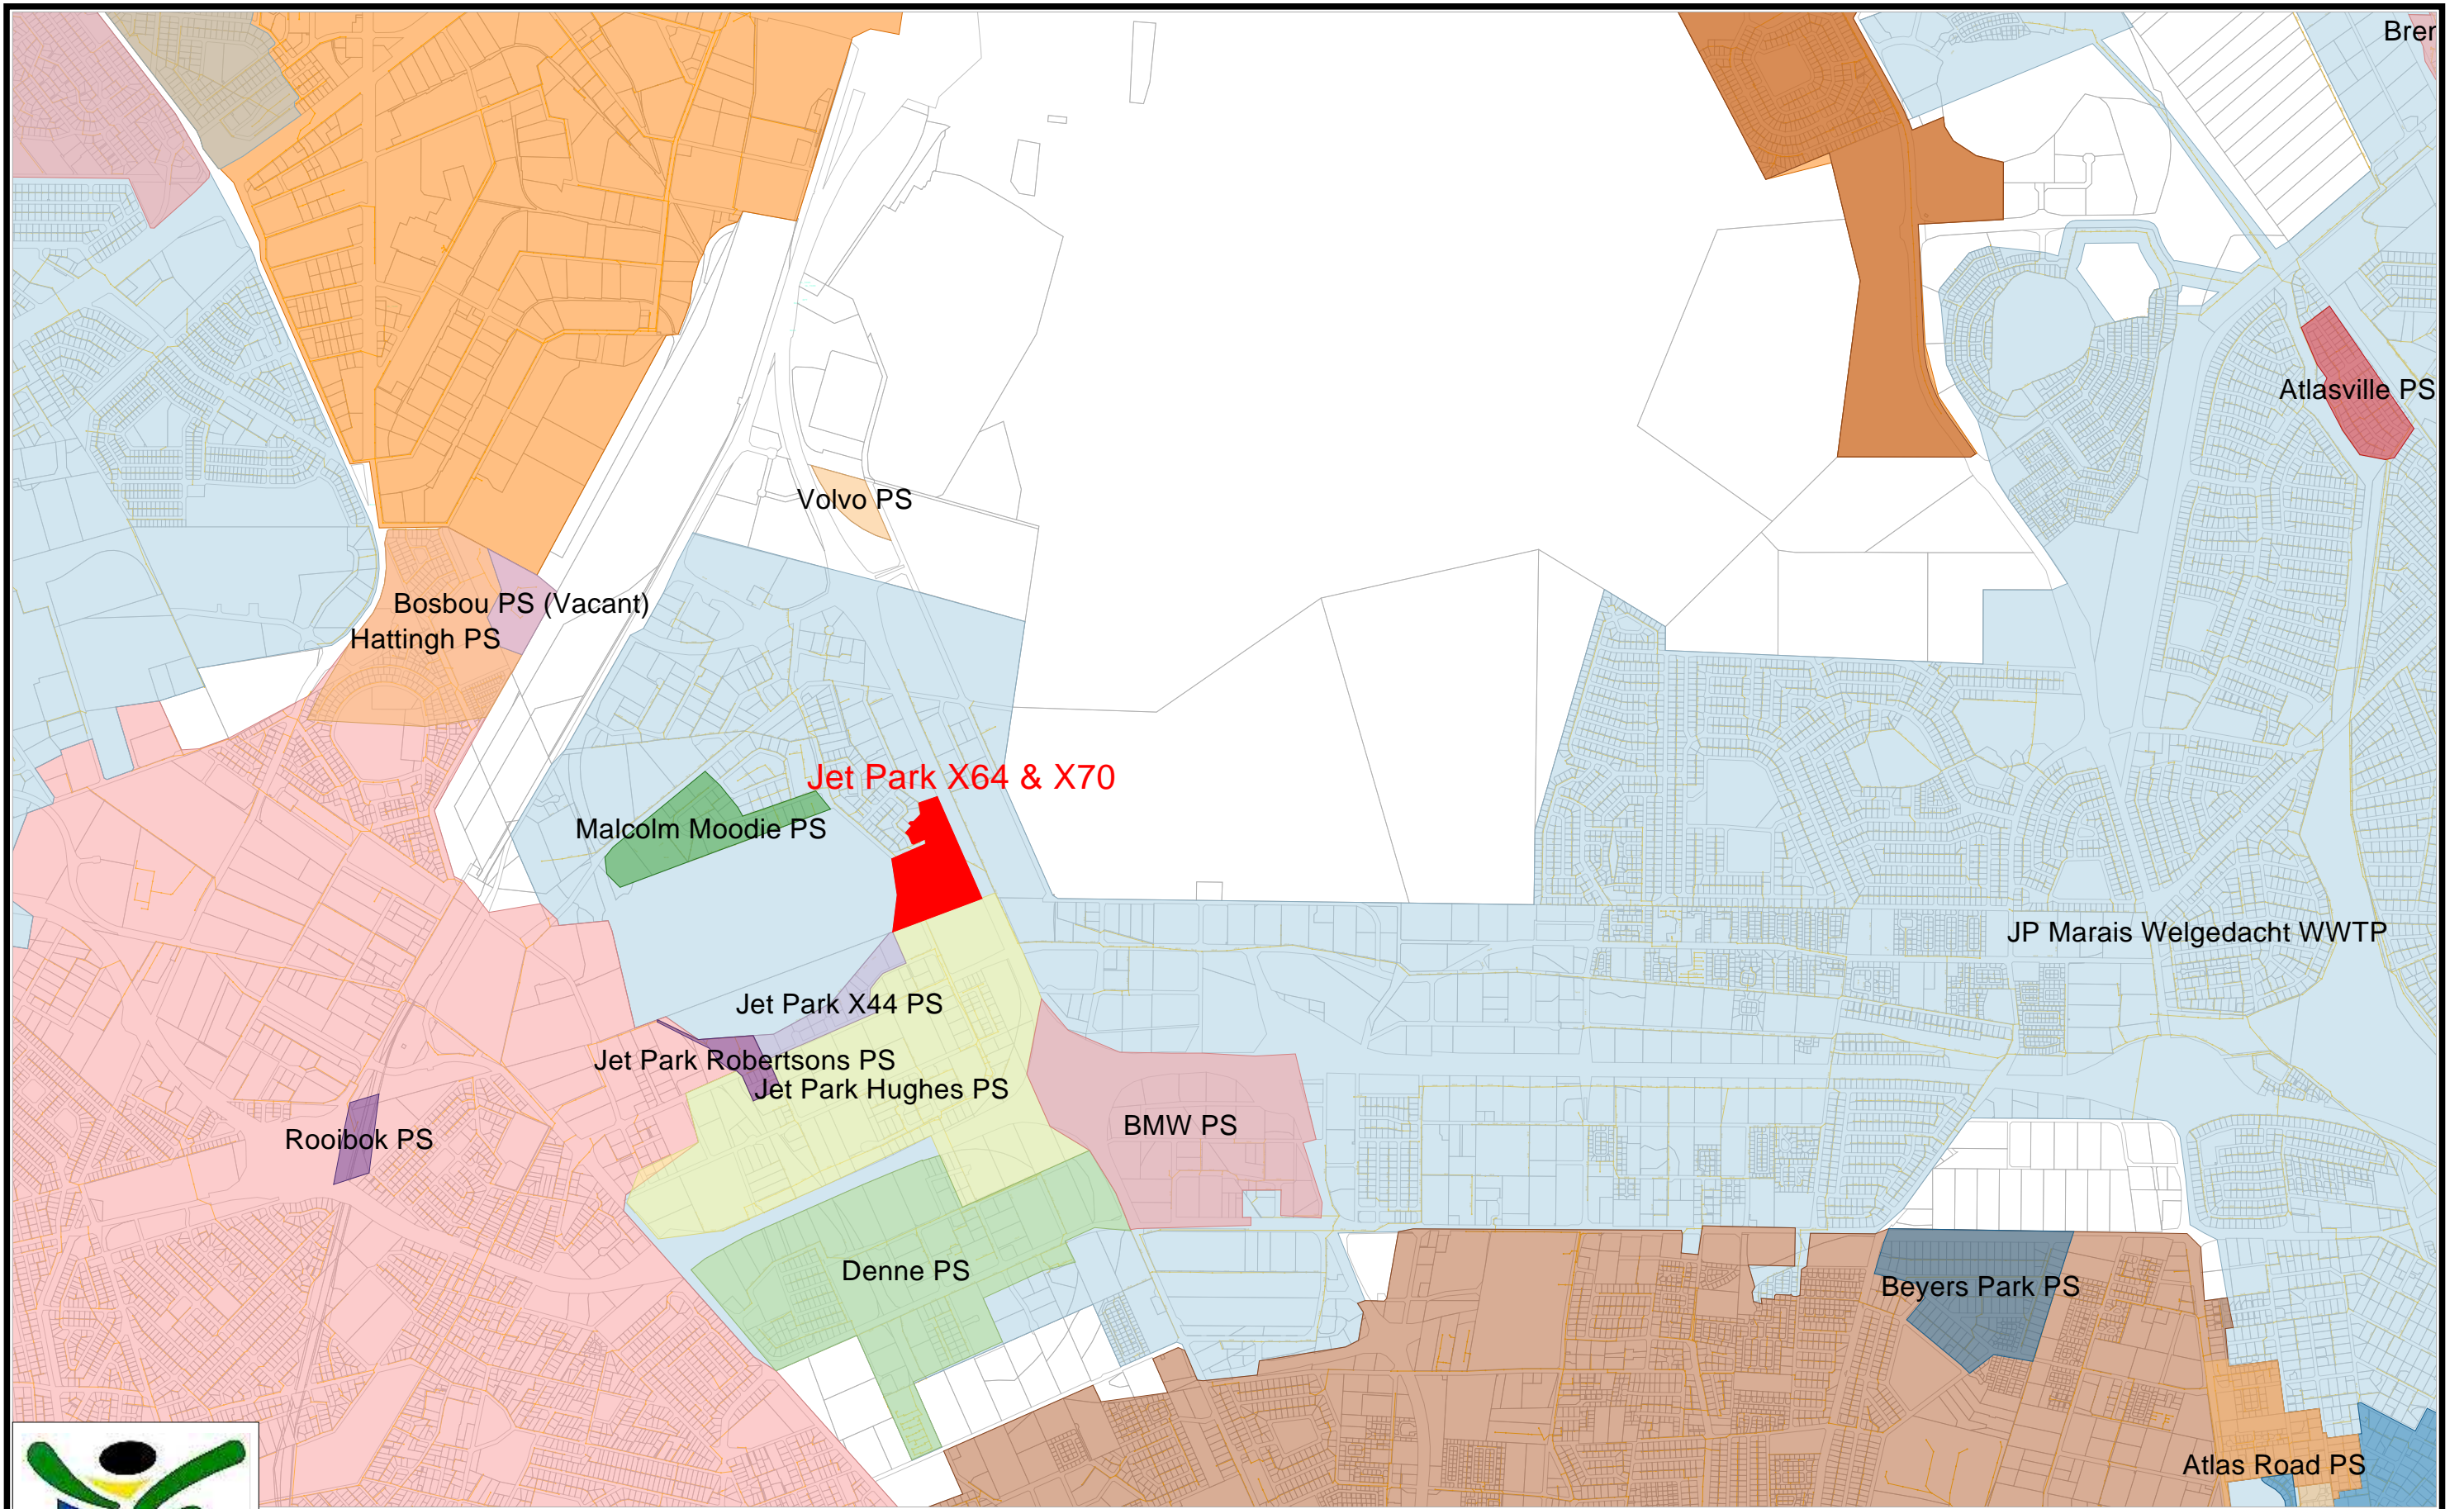 Bren
Atlasville PS
Volvo PS
Bosbou PS (Vacant)
Hattingh PS
Jet Park X64 & X70
Malcolm Moodie PS
JP Marais Welgedacht WWTP
Jet Park X44 PS
Jet Park Robertsons PS
Jet Park Hughes PS
BMW PS
Rooibok PS
Denne PS
Beyers Park PS
Atlas Road PS